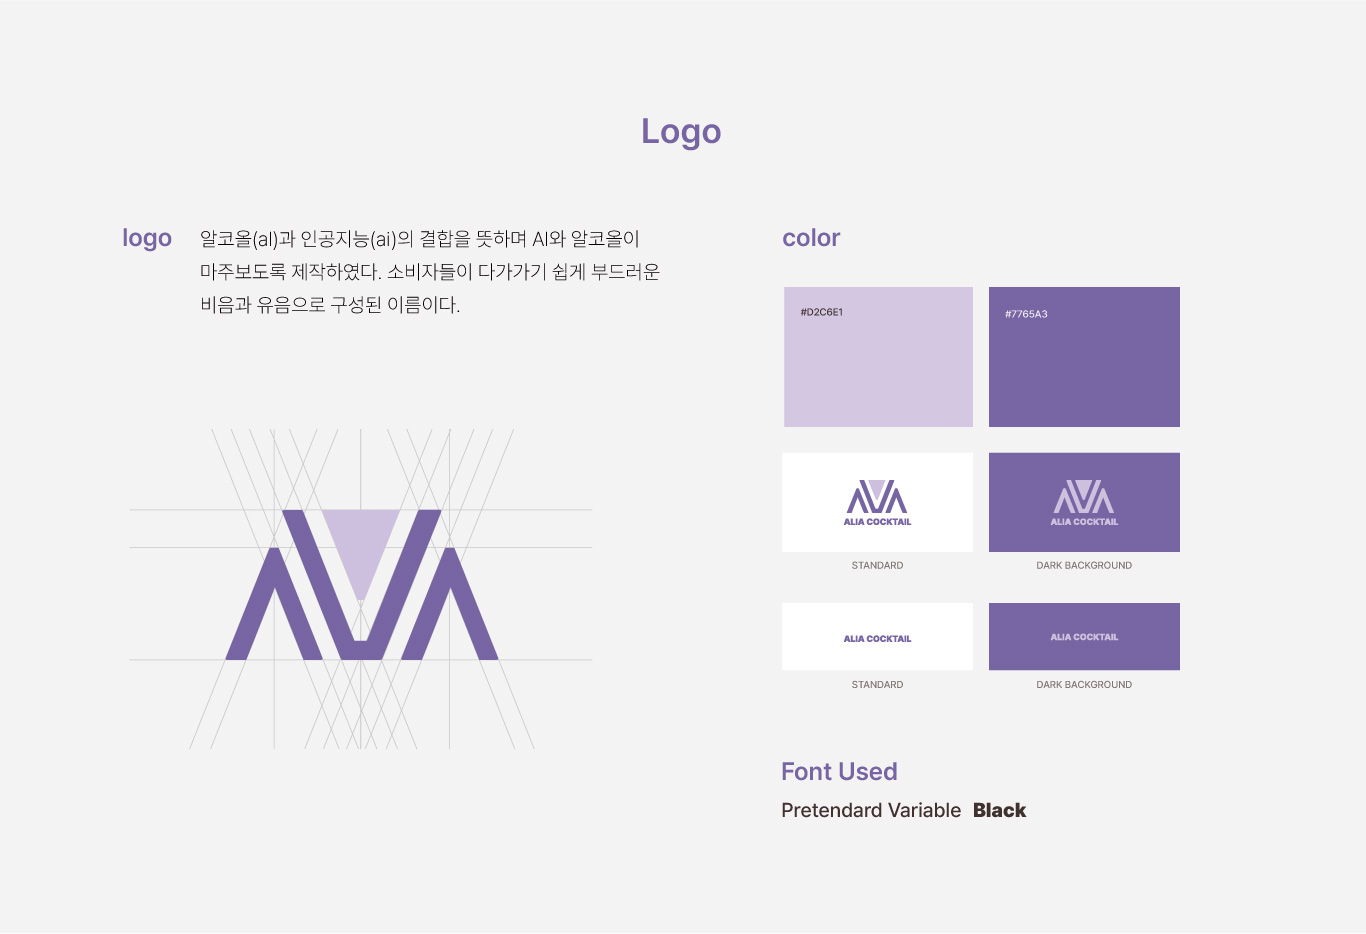 Logo
logo
알코올(al)과 인공지능(ai)의 결합을 뜻하며 AI와 알코올이
마주보도록 제작하였다. 소비자들이 다가가기 쉽게 부드러운
비음과 유음으로 구성된 이름이다.
color
#D2C6E1
#7765A3
ALIA COCKTAIL
ALIA COCKTAIL
STANDARD
DARK BACKGROUND
ALIA COCKTAIL
ALIA COCKTAIL
STANDARD
DARK BACKGROUND
Font Used
Pretendard Variable Black